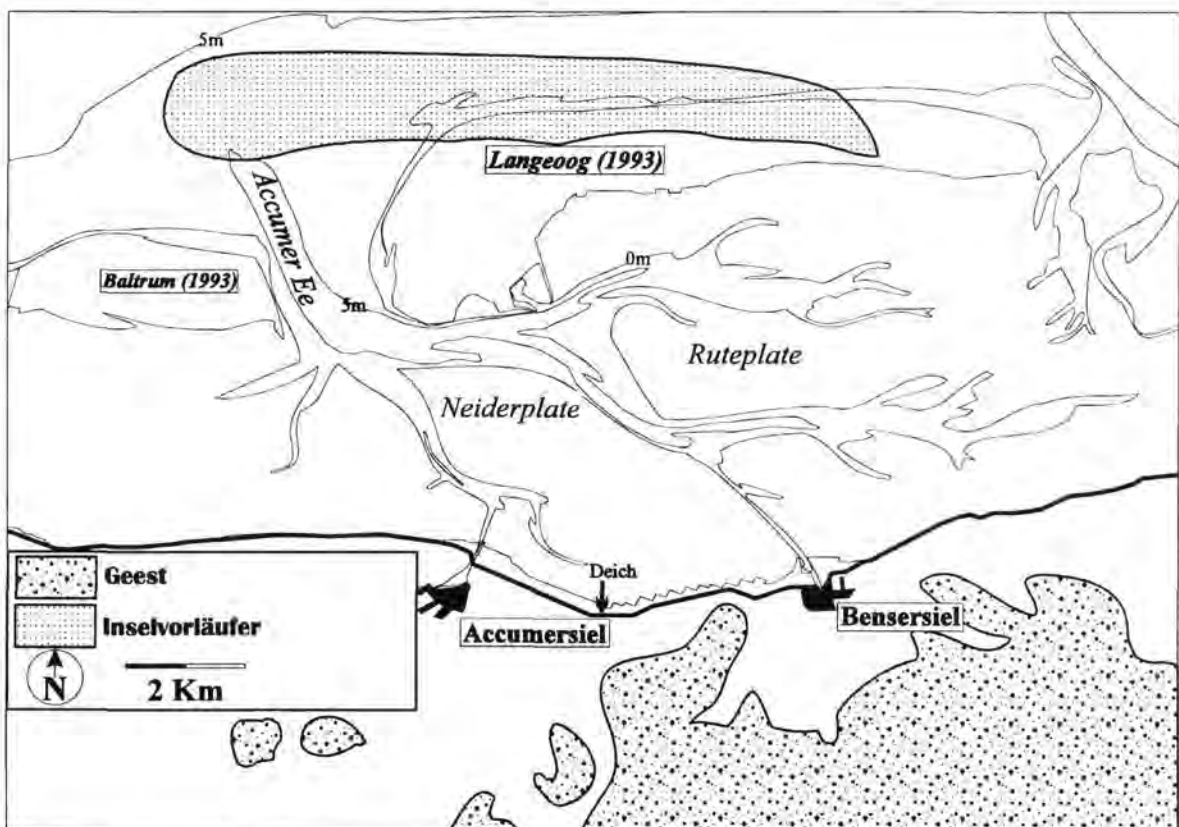 5m
Langeoog (1993)
Accumer Ee
Baltrum (1993)
0m
5m
Ruteplate
Neiderplate
Deich
Geest
Inselvorläufer
N
2 Km
Accumersiel
Bensersiel